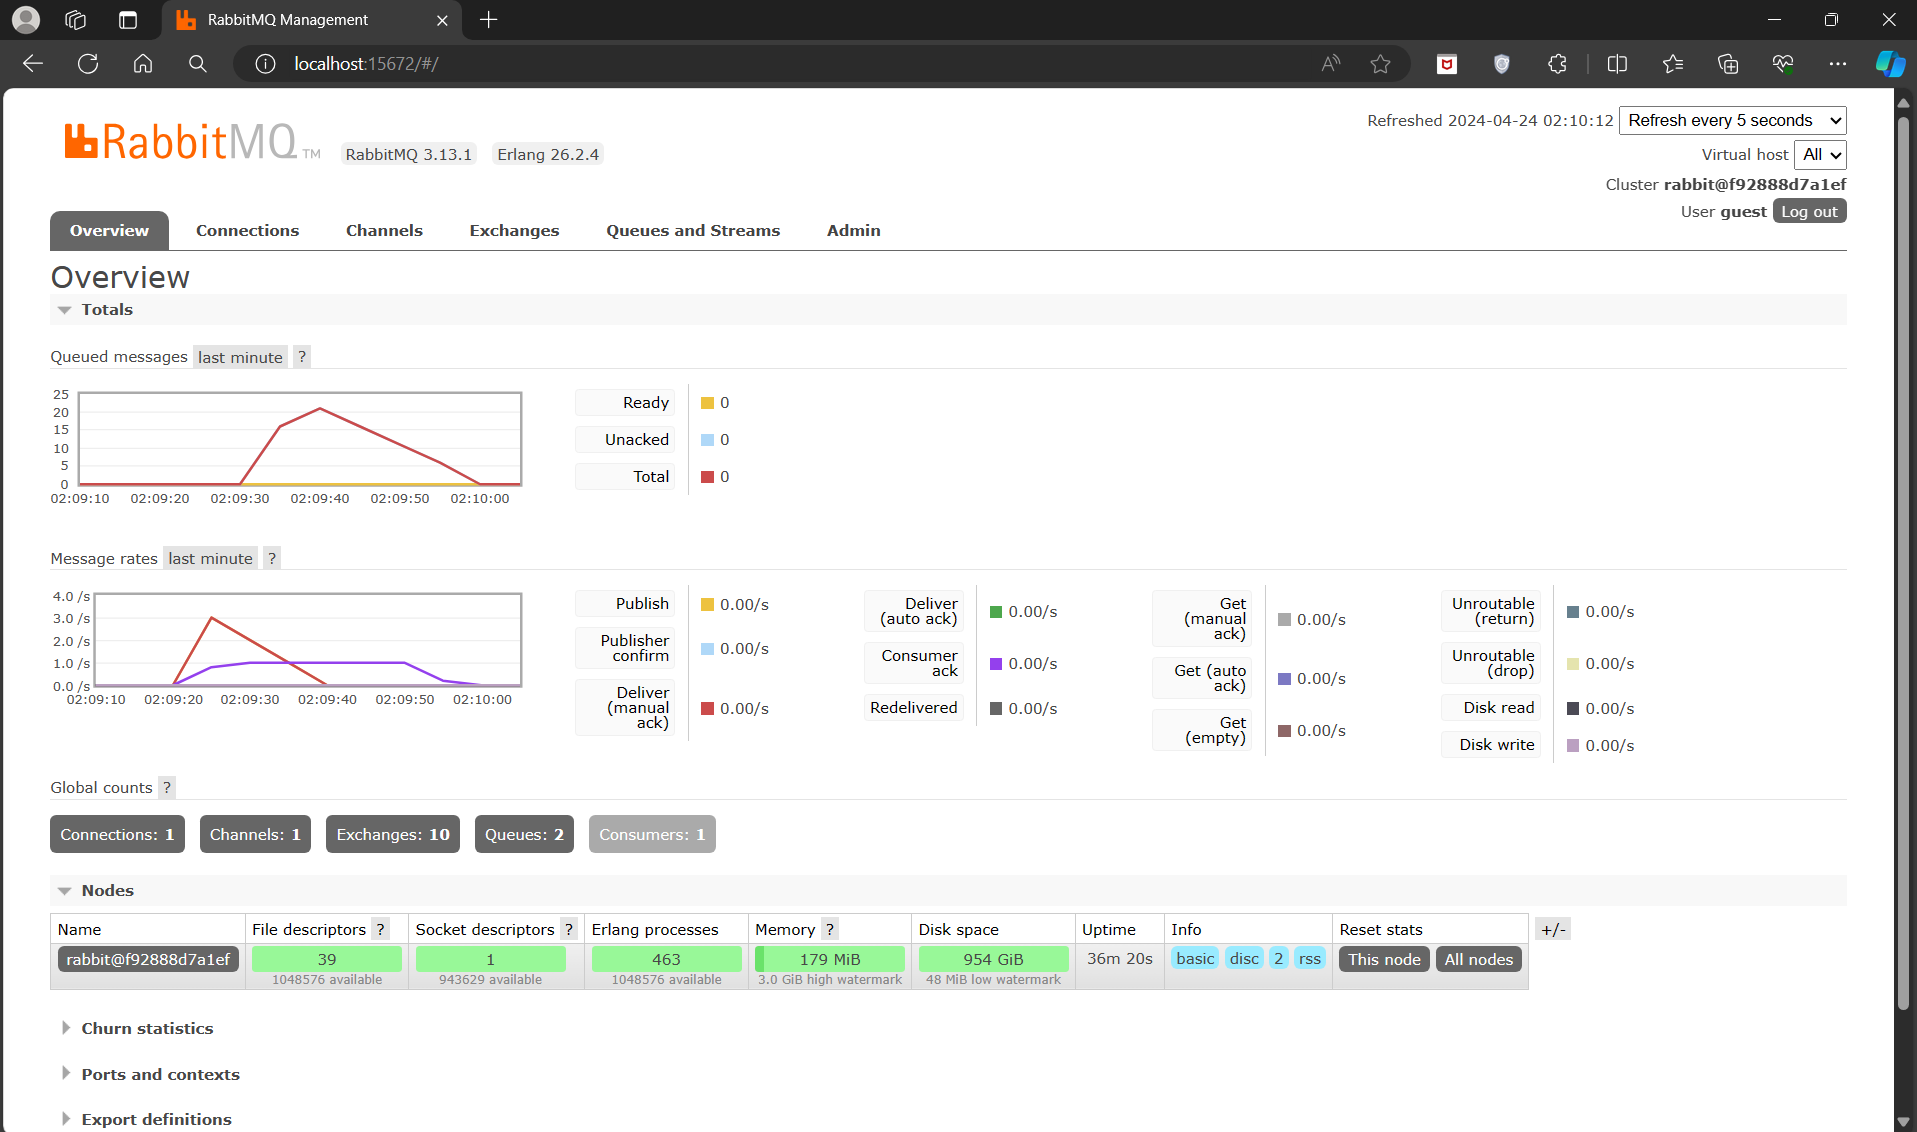 RabbitMQ Management
localhost:15672/#/
RabbitMQ TM RabbitMQ 3.13.1 Erlang 26.2.4
Refreshed 2024-04-24 02:10:12 Refresh every 5 seconds
Virtual host All
Cluster rabbit@f92888d7a1ef
User guest Log out
Overview Connections Channels Exchanges Queues and Streams Admin
Overview
Totals
Queued messages last minute ?
25
20
15
10
5
0
02:09:10 02:09:20 02:09:30 02:09:40 02:09:50 02:10:00
Ready 0
Unacked 0
Total 0
Message rates last minute ?
4.0 /s
3.0 /s
2.0 /s
1.0 /s
0.0 /s
02:09:10 02:09:20 02:09:30 02:09:40 02:09:50 02:10:00
Publish 0.00/s
Publisher
confirm 0.00/s
Deliver
(manual
ack) 0.00/s
Deliver
(auto ack) 0.00/s
Consumer
ack 0.00/s
Redelivered 0.00/s
Get
(manual
ack) 0.00/s
Get (auto
ack) 0.00/s
Get
(empty) 0.00/s
Unroutable
(return) 0.00/s
Unroutable
(drop) 0.00/s
Disk read 0.00/s
Disk write 0.00/s
Global counts ?
Connections: 1 Channels: 1 Exchanges: 10 Queues: 2 Consumers: 1
Nodes
Name File descriptors ? Socket descriptors ? Erlang processes Memory ? Disk space Uptime Info Reset stats +/-
rabbit@f92888d7a1ef 39 1 463 179 MiB 954 GiB 36m 20s basic disc 2 rss This node All nodes
1048576 available 943629 available 1048576 available 3.0 GiB high watermark 48 MiB low watermark
Churn statistics
Ports and contexts
Export definitions